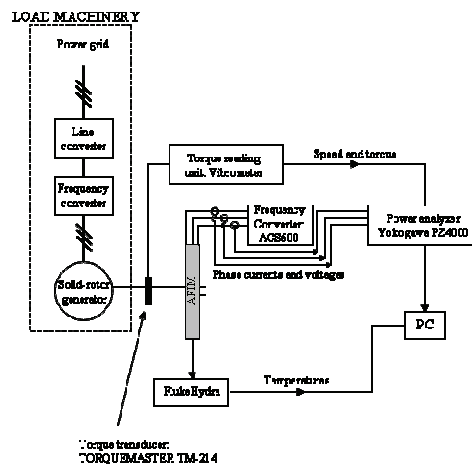 LOAD MACHINERY
Power grid
Line
converter
Frequency
converter
Solid-rotor
generator
Torque reading
unit, Vibrometer
Speed and torque
Frequency
Converter
ACS600
Power analyzer
Yokogawa PZ4000
Phase currents and voltages
AFIM
PC
FlukeHydra
Temperatures
Torque transducer:
TORQUEMASTER TM-214